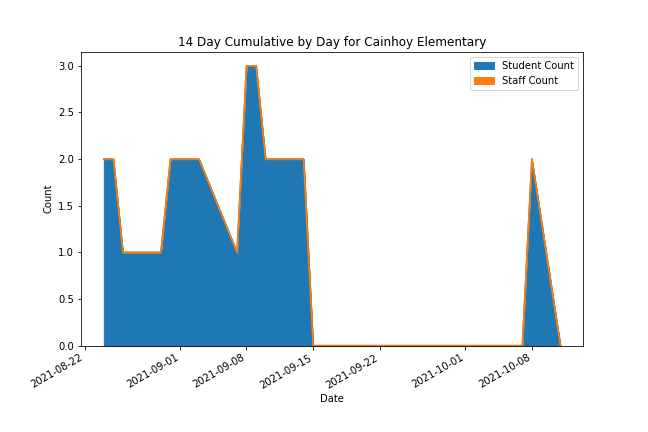 14 Day Cumulative by Day for Cainhoy Elementary
Student Count
Staff Count
3.0
2.5
2.0
1.5
1.0
0.5
0.0
Count
2021-08-22
2021-09-01
2021-09-08
2021-09-15
2021-09-22
2021-10-01
2021-10-08
Date